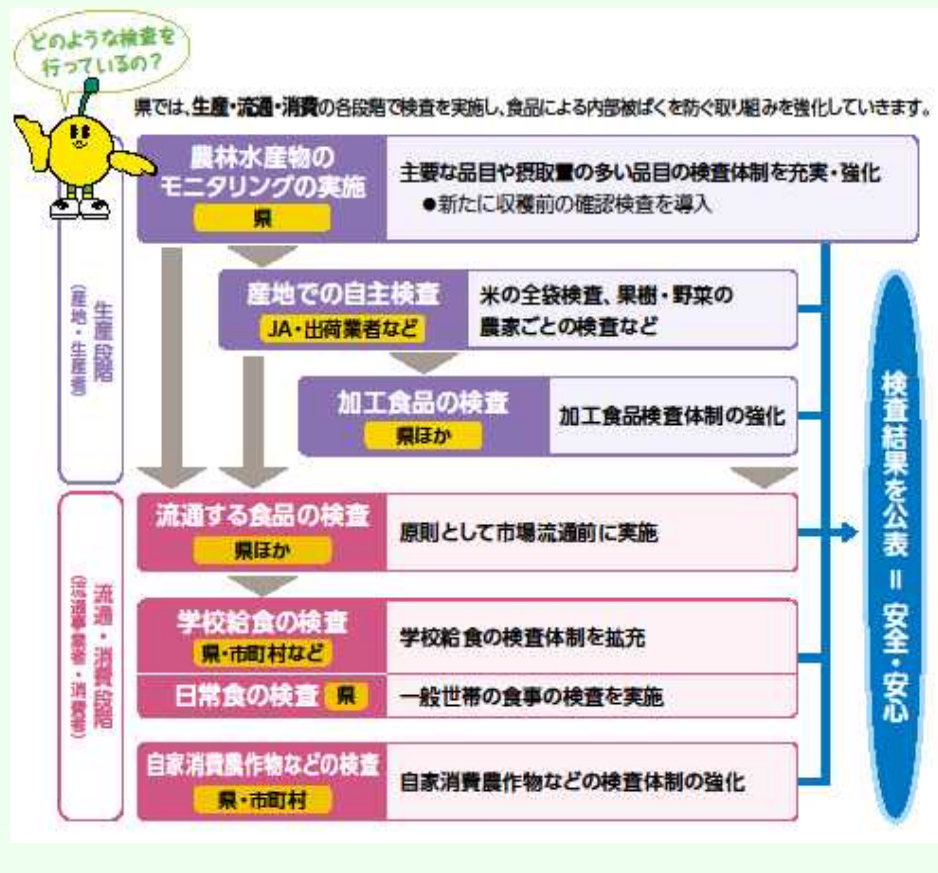 どのような検査を
行っているの？
県では、生産・流通・消費の各段階で検査を実施し、食品による内部被ばくを防ぐ取り組みを強化していきます。
生産段階
（産地・生産者）
農林水産物の
モニタリングの実施
県
主要な品目や摂取量の多い品目の検査体制を充実・強化
●新たに収穫前の確認検査を導入
産地での自主検査
JA・出荷業者など
米の全袋検査、果樹・野菜の
農家ごとの検査など
加工食品の検査
県ほか
加工食品検査体制の強化
流通・消費段階
（流通事業者・消費者）
流通する食品の検査
県ほか
原則として市場流通前に実施
学校給食の検査
県・市町村など
学校給食の検査体制を拡充
日常食の検査 県
一般世帯の食事の検査を実施
自家消費農作物などの検査
県・市町村
自家消費農作物などの検査体制の強化
検査結果を公表＝安全・安心